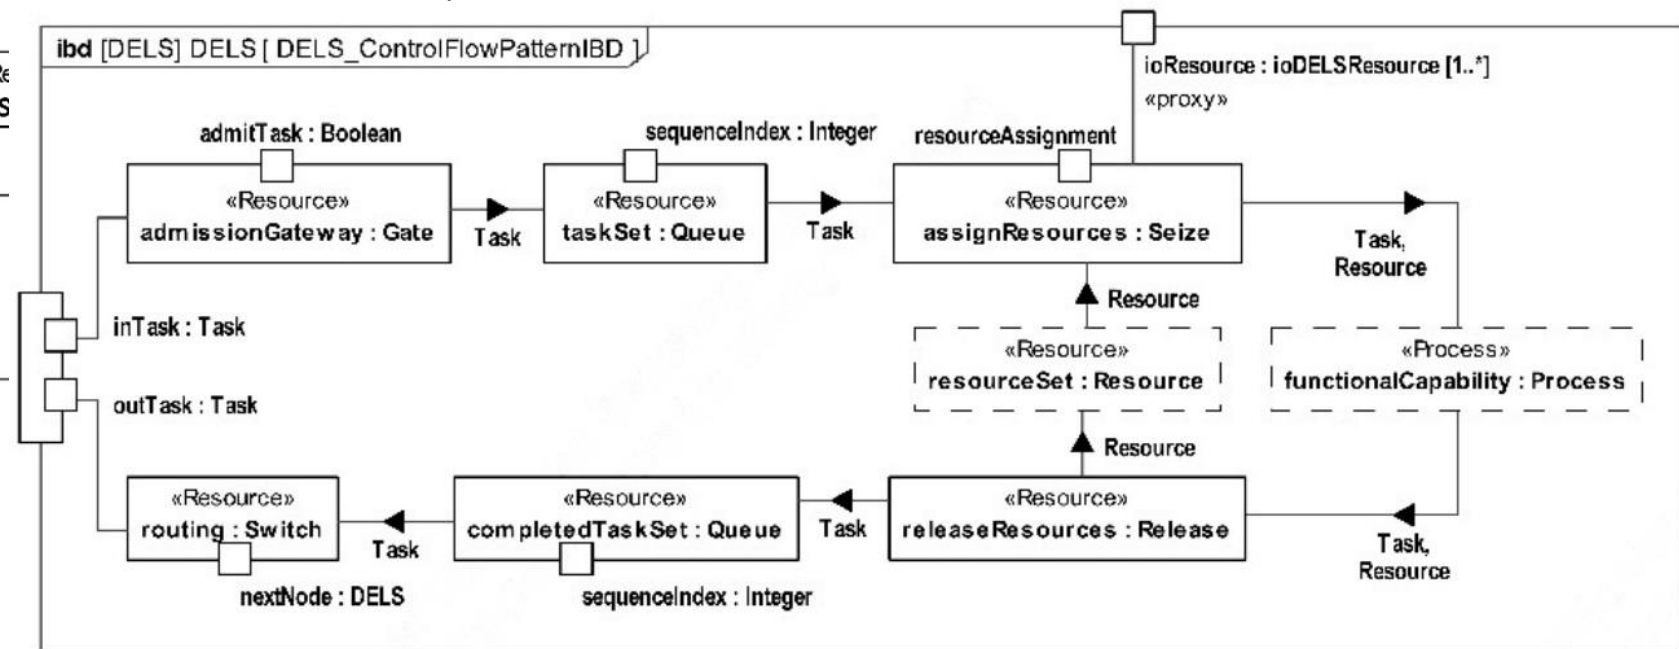 ibd [DELS] DELS [ DELS_ControlFlowPatternIBD ]
ioResource : ioDELSResource [1..*]
«proxy»
admitTask : Boolean
sequenceIndex : Integer
resourceAssignment
«Resource»
admissionGateway : Gate
Task
«Resource»
taskSet : Queue
Task
«Resource»
assignResources : Seize
Task,
Resource
Resource
inTask : Task
«Resource»
resourceSet : Resource
«Process»
functionalCapability : Process
outTask : Task
Resource
«Resource»
routing : Switch
Task
«Resource»
completedTaskSet : Queue
Task
«Resource»
releaseResources : Release
Task,
Resource
nextNode : DELS
sequenceIndex : Integer